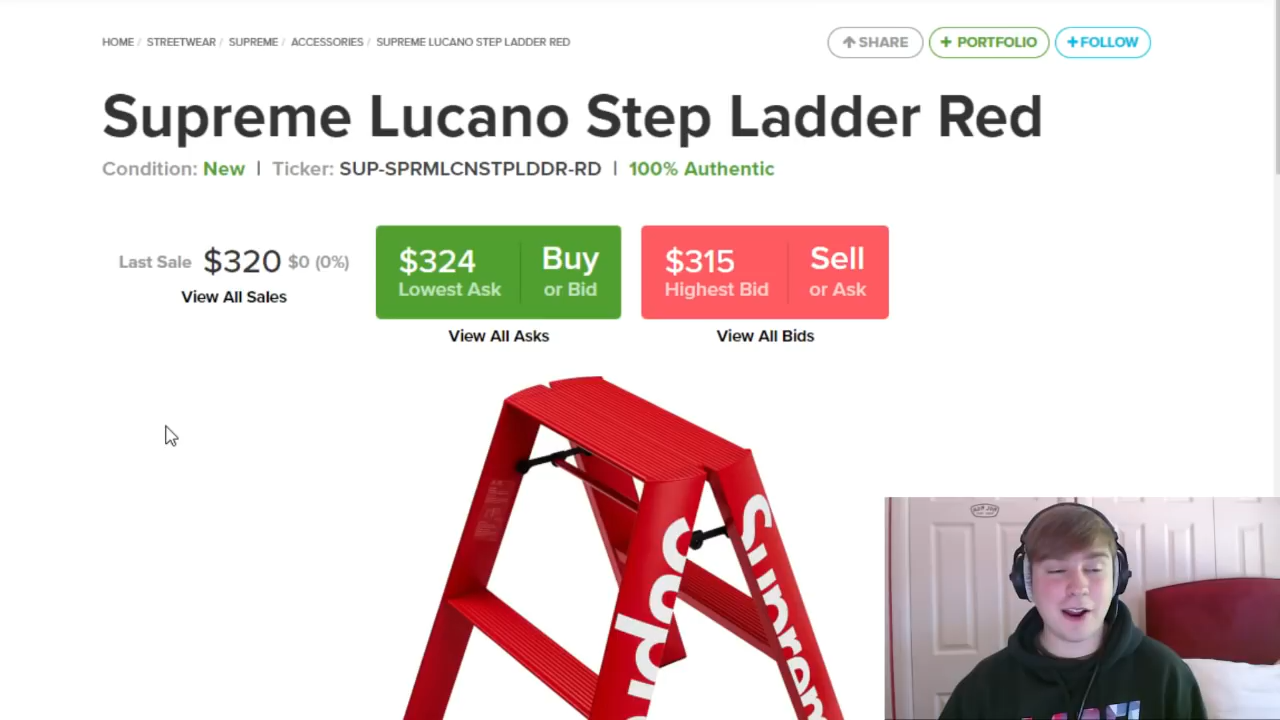 HOME / STREETWEAR / SUPREME / ACCESSORIES / SUPREME LUCANO STEP LADDER RED
SHARE
+ PORTFOLIO
+FOLLOW
Supreme Lucano Step Ladder Red
Condition: New | Ticker: SUP-SPRMLCNSTPLDDR-RD | 100% Authentic
Last Sale $320 $0 (0%)
View All Sales
$324
Lowest Ask
Buy
or Bid
View All Asks
$315
Highest Bid
Sell
or Ask
View All Bids
Suprem